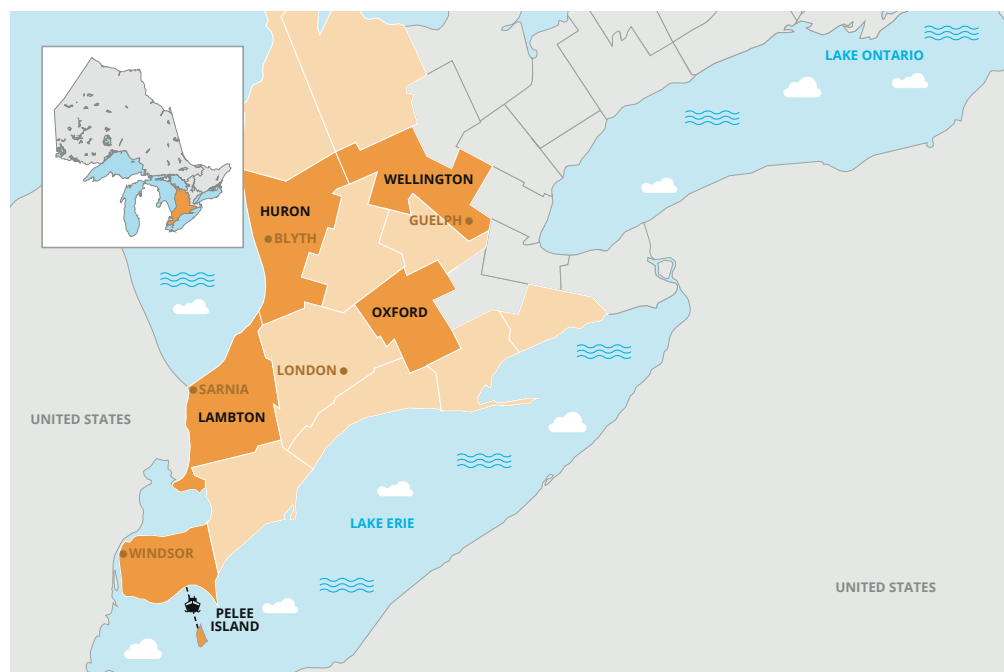 LAKE ONTARIO
WELLINGTON
HURON
GUELPH
BLYTH
OXFORD
LONDON
SARNIA
UNITED STATES
LAMBTON
LAKE ERIE
WINDSOR
UNITED STATES
PELEE
ISLAND